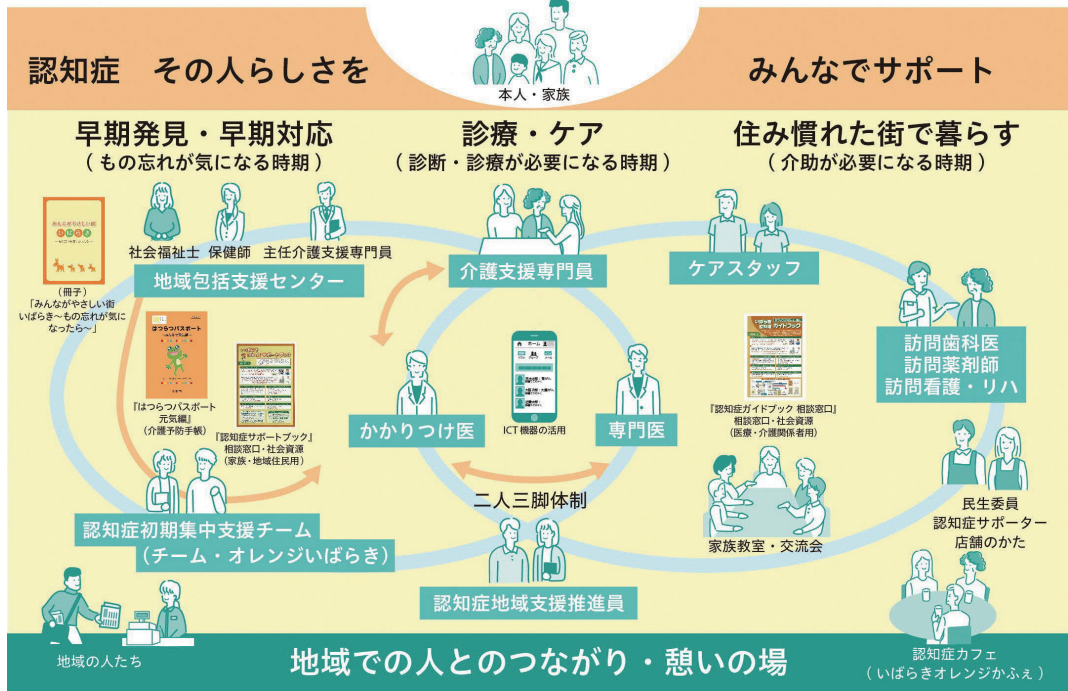 認知症 その人らしさを
みんなでサポート
本人・家族
早期発見・早期対応
（もの忘れが気になる時期）
診療・ケア
（診断・診療が必要になる時期）
住み慣れた街で暮らす
（介助が必要になる時期）
社会福祉士 保健師 主任介護支援専門員
地域包括支援センター
介護支援専門員
ケアスタッフ
（冊子）
「みんながやさしい街
いばらき～もの忘れが気に
なったら～」
はつらつパスポート
『はつらつパスポート
元気編』
（介護予防手帳）
『認知症サポートブック』
相談窓口・社会資源
（家族・地域住民用）
かかりつけ医
ホーム
ICT機器の活用
専門医
ガイドブック
『認知症ガイドブック 相談窓口』
相談窓口・社会資源
（医療・介護関係者用）
訪問歯科医
訪問薬剤師
訪問看護・リハ
二人三脚体制
認知症初期集中支援チーム
（チーム・オレンジいばらき）
家族教室・交流会
民生委員
認知症サポーター
店舗のかた
認知症地域支援推進員
地域の人たち
地域での人とのつながり・憩いの場
認知症カフェ
（いばらきオレンジかふぇ）